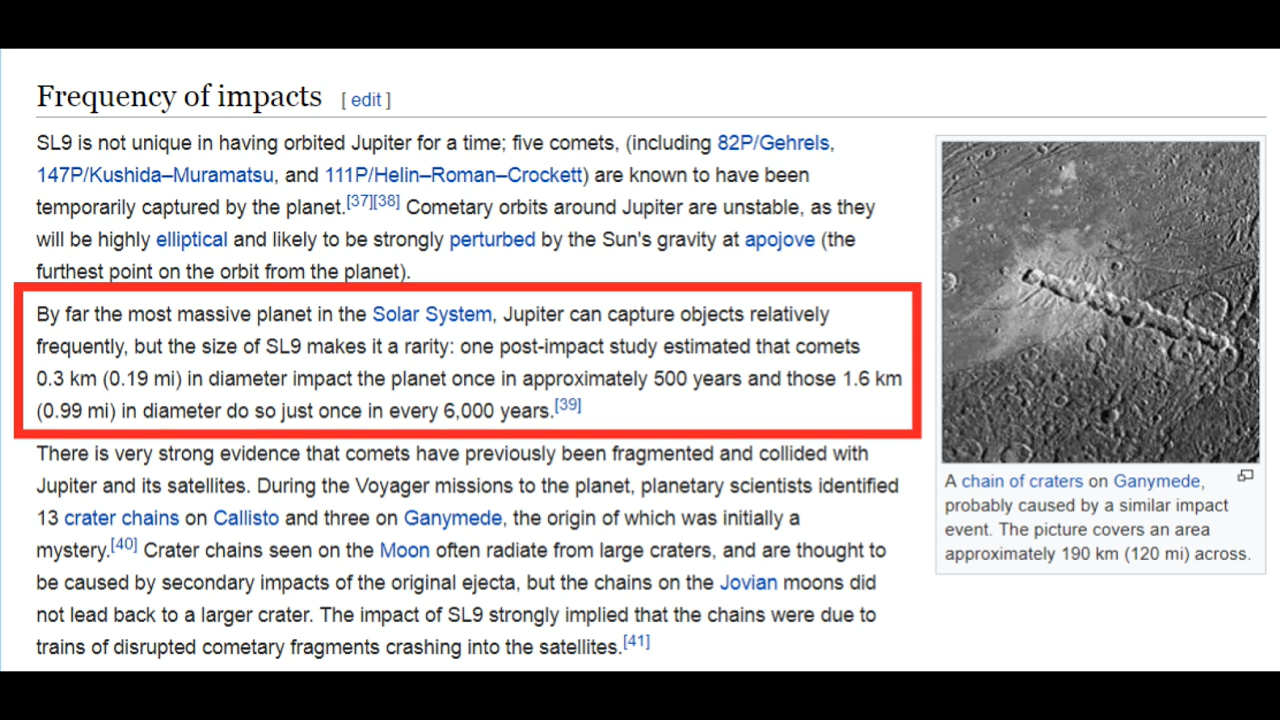 Frequency of impacts [ edit ]
SL9 is not unique in having orbited Jupiter for a time; five comets, (including 82P/Gehrels,
147P/Kushida–Muramatsu, and 111P/Helin–Roman–Crockett) are known to have been
temporarily captured by the planet.[37][38] Cometary orbits around Jupiter are unstable, as they
will be highly elliptical and likely to be strongly perturbed by the Sun's gravity at apojove (the
furthest point on the orbit from the planet).
By far the most massive planet in the Solar System, Jupiter can capture objects relatively
frequently, but the size of SL9 makes it a rarity: one post-impact study estimated that comets
0.3 km (0.19 mi) in diameter impact the planet once in approximately 500 years and those 1.6 km
(0.99 mi) in diameter do so just once in every 6,000 years.[39]
There is very strong evidence that comets have previously been fragmented and collided with
Jupiter and its satellites. During the Voyager missions to the planet, planetary scientists identified
13 crater chains on Callisto and three on Ganymede, the origin of which was initially a
mystery.[40] Crater chains seen on the Moon often radiate from large craters, and are thought to
be caused by secondary impacts of the original ejecta, but the chains on the Jovian moons did
not lead back to a larger crater. The impact of SL9 strongly implied that the chains were due to
trains of disrupted cometary fragments crashing into the satellites.[41]
A chain of craters on Ganymede,
probably caused by a similar impact
event. The picture covers an area
approximately 190 km (120 mi) across.